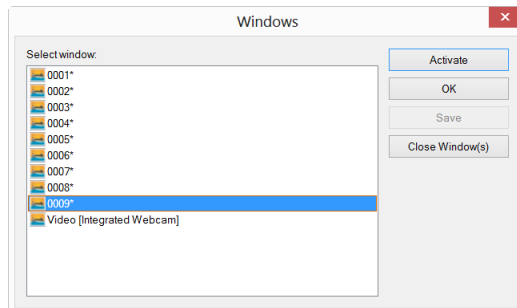 Windows
Select window:
0001*
0002*
0003*
0004*
0005*
0006*
0007*
0008*
0009*
Video [Integrated Webcam]
Activate
OK
Save
Close Window(s)